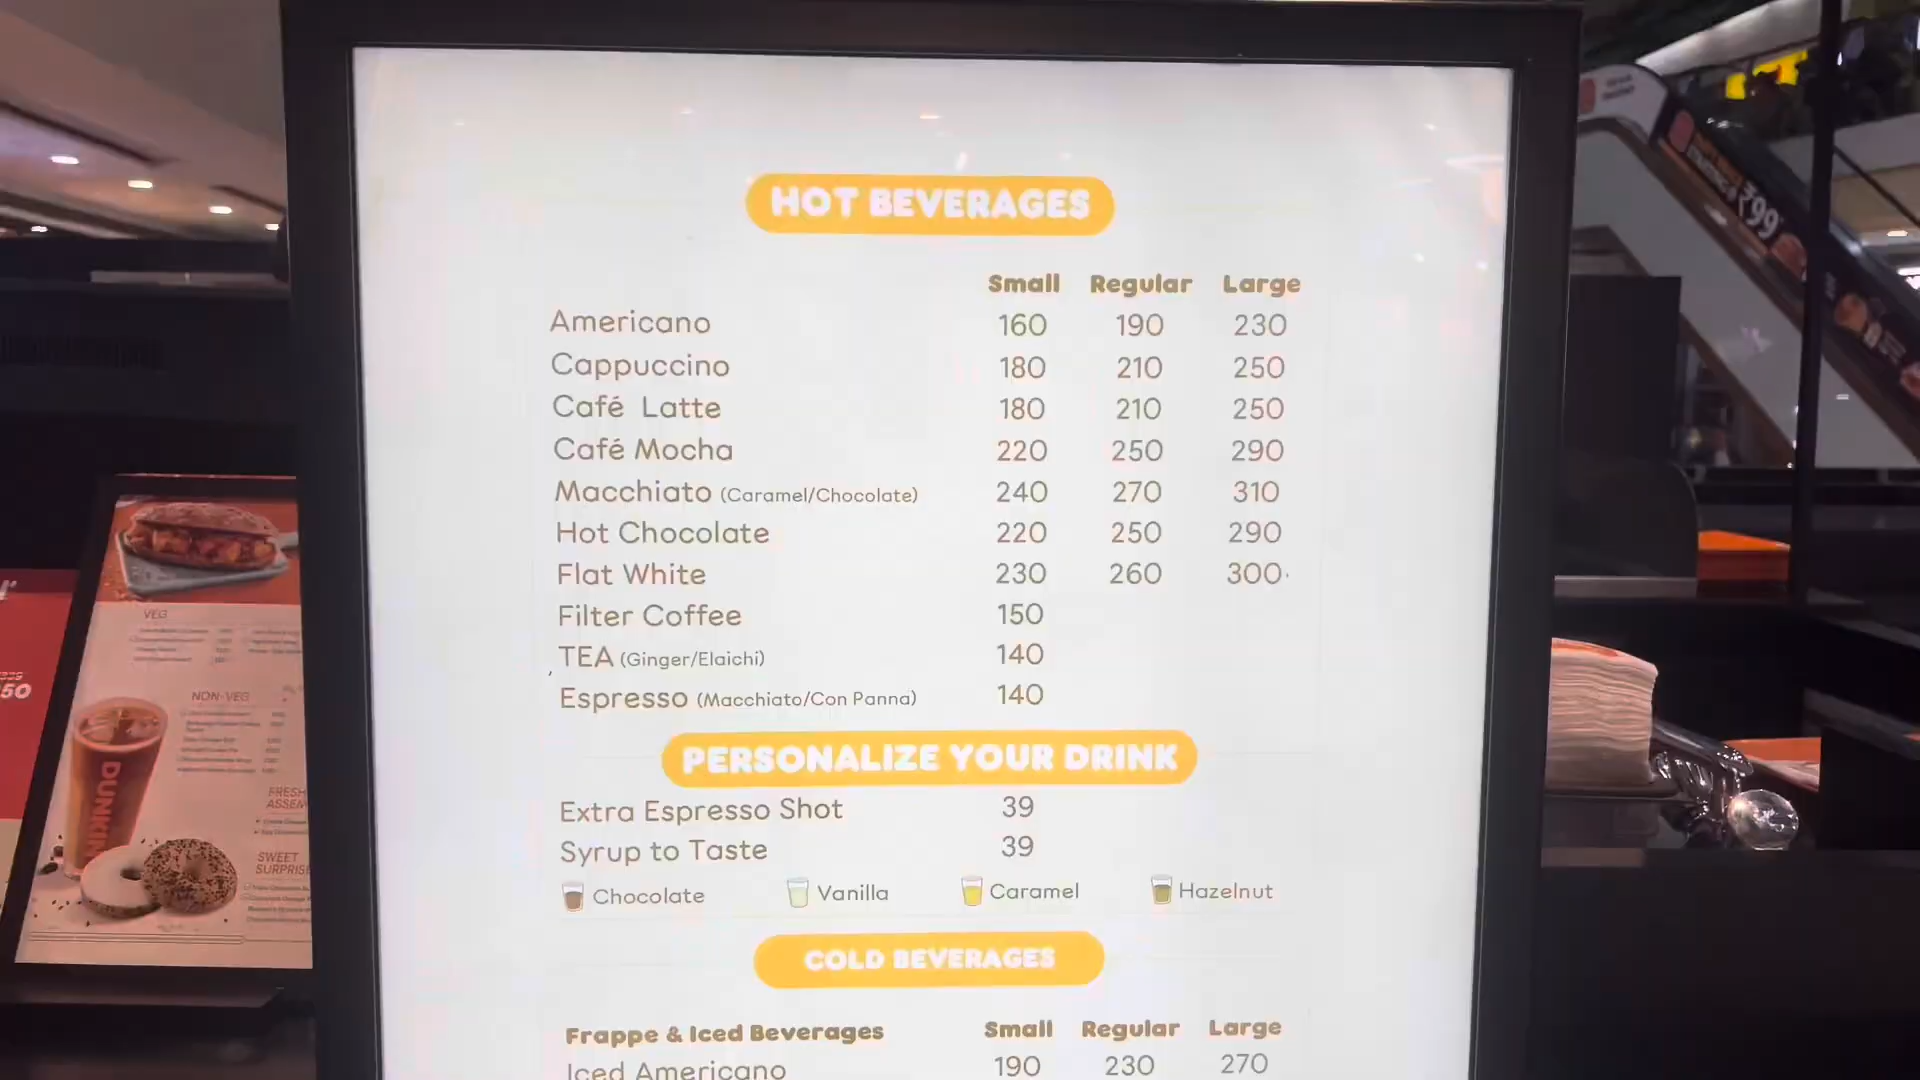 HOT BEVERAGES
Small Regular Large
Americano 160 190 230
Cappuccino 180 210 250
Café Latte 180 210 250
Café Mocha 220 250 290
Macchiato (Caramel/Chocolate) 240 270 310
Hot Chocolate 220 250 290
Flat White 230 260 300
Filter Coffee 150
TEA (Ginger/Elaichi) 140
Espresso (Macchiato/Con Panna) 140
PERSONALIZE YOUR DRINK
Extra Espresso Shot 39
Syrup to Taste 39
Chocolate Vanilla Caramel Hazelnut
COLD BEVERAGES
Frappe & Iced Beverages Small Regular Large
Iced Americano 190 230 270
VEG
NON-VEG
DUNKIN
FRESH
SWEET
50
₹99